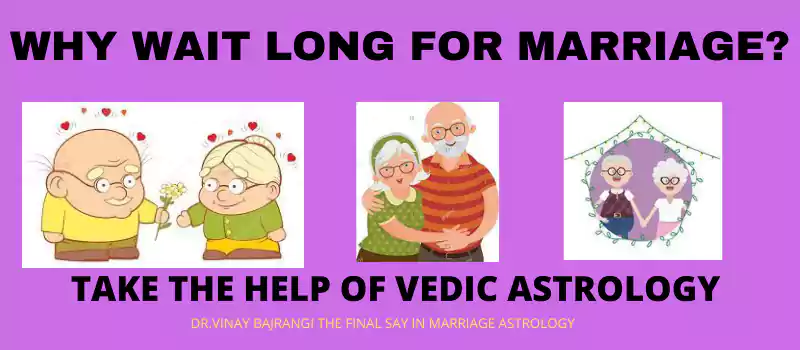 WHY WAIT LONG FOR MARRIAGE?
TAKE THE HELP OF VEDIC ASTROLOGY
DR.VINAY BAJRANGI THE FINAL SAY IN MARRIAGE ASTROLOGY